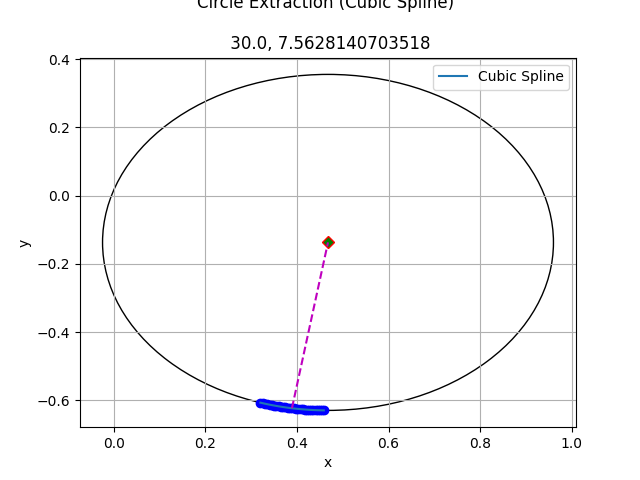 Circle Extraction (Cubic Spline)
30.0, 7.5628140703518
Cubic Spline
0.4
0.2
0.0
−0.2
−0.4
−0.6
y
0.0 0.2 0.4 0.6 0.8 1.0
x